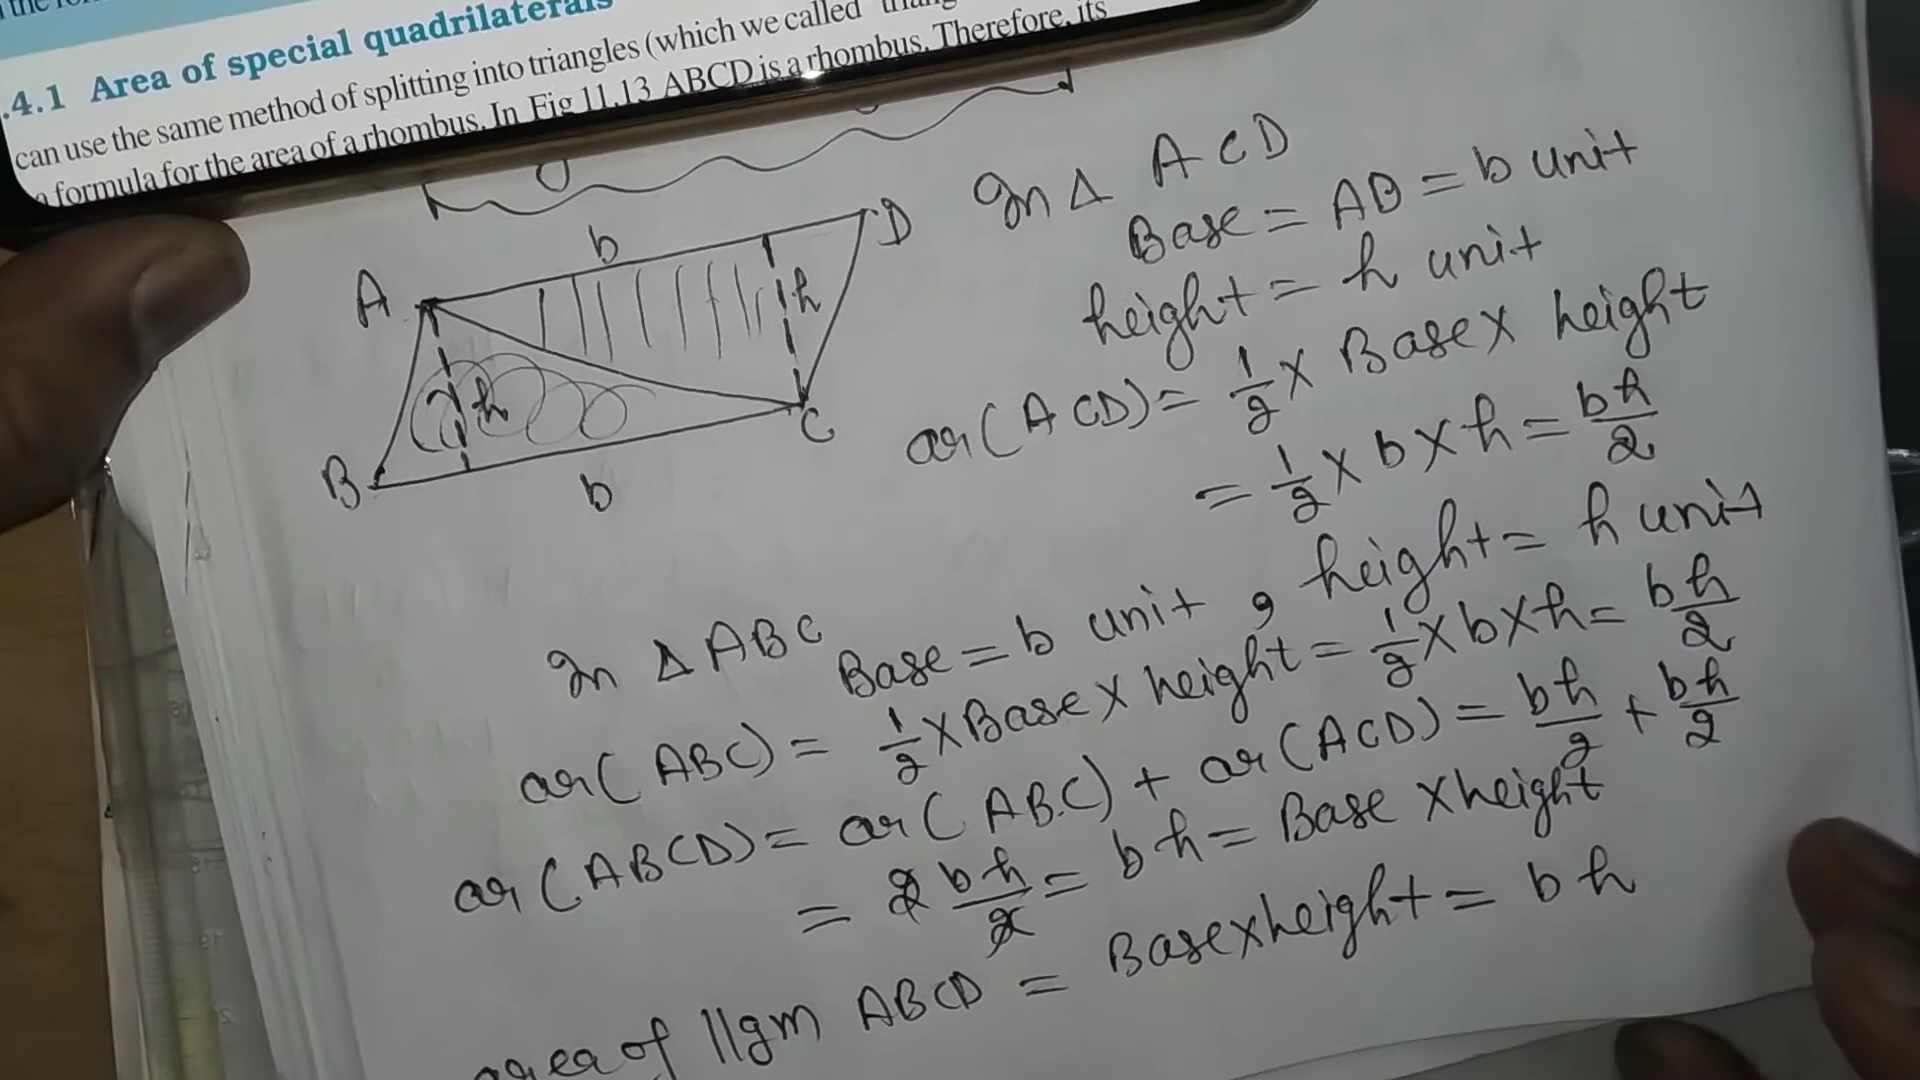 .4.1 Area of special quadrilaterals
can use the same method of splitting into triangles (which we called
formula for the area of a rhombus. In Fig 11.13 ABCD is a rhombus. Therefore, its
A
b
D
h
h
B
b
C
In Δ ACD
Base = AD = b unit
height = h unit
ar(ACD) = 1/2 × Base × height
= 1/2 × b × h = bh/2
In Δ ABC Base = b unit , height = h unit
ar(ABC) = 1/2 × Base × height = 1/2 × b × h = bh/2
ar(ABCD) = ar(ABC) + ar(ACD) = bh/2 + bh/2
= 2 bh/2 = bh = Base × height
area of llgm ABCD = Base × height = bh